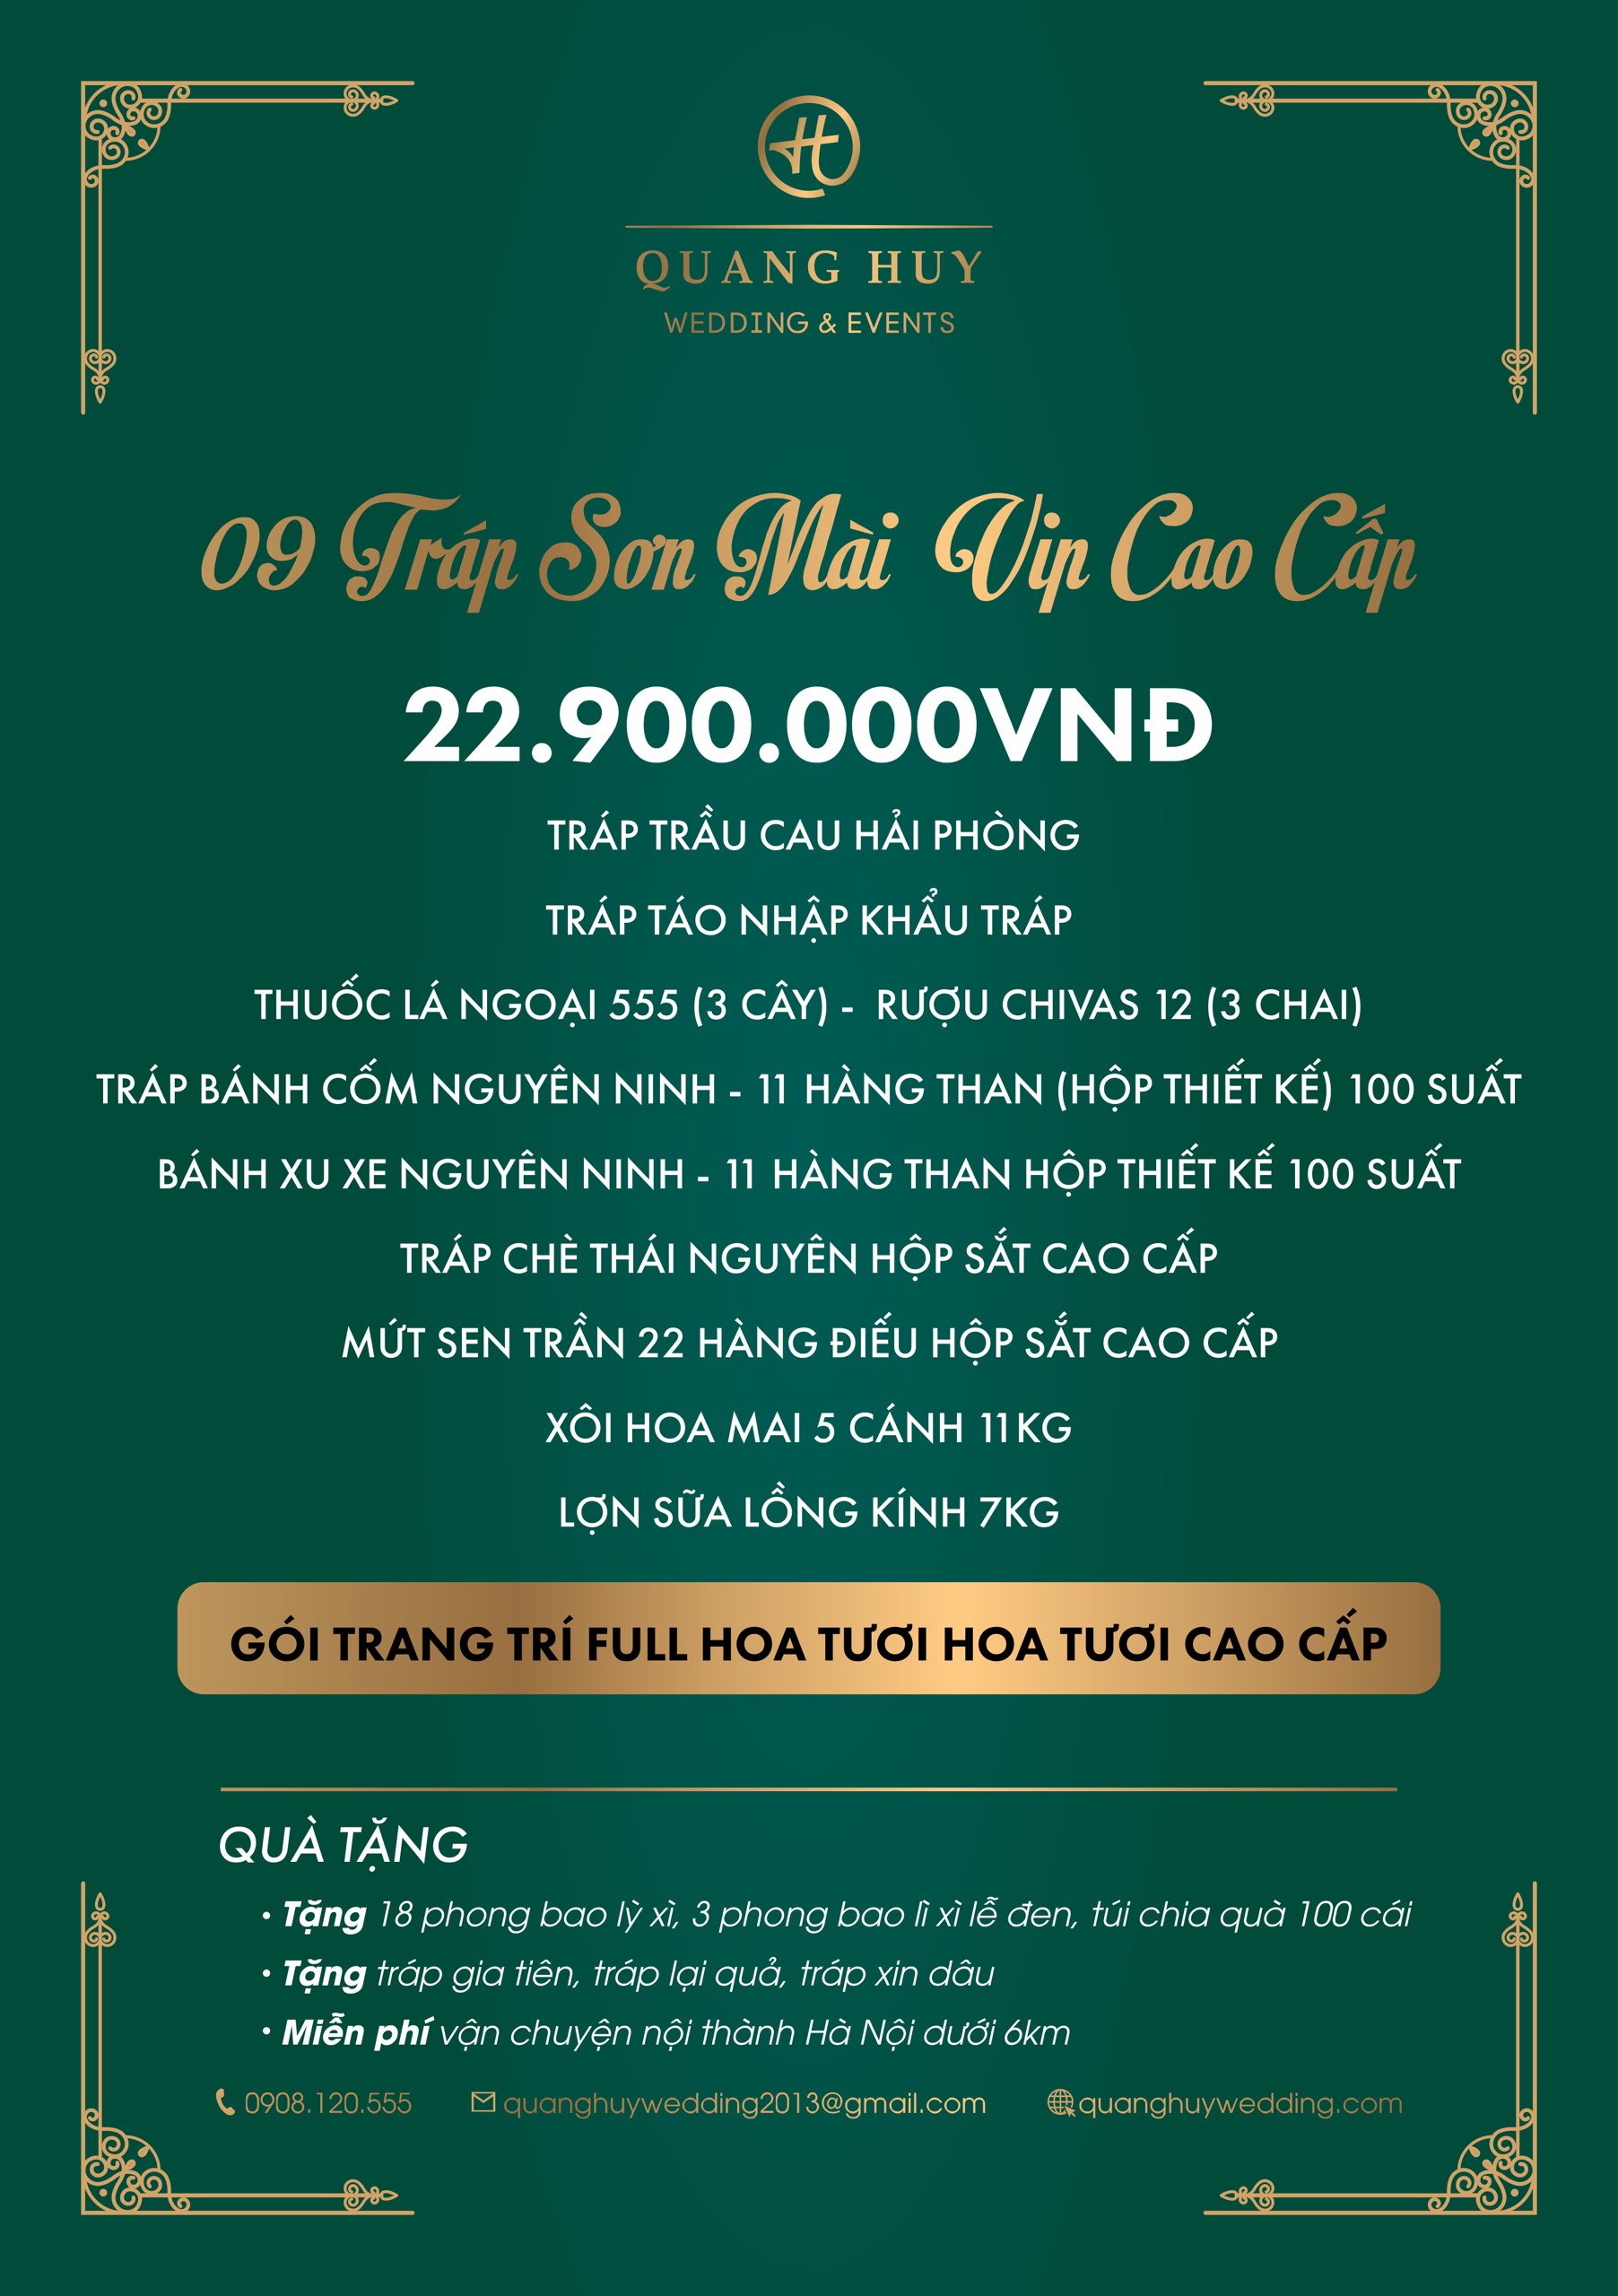 QUANG HUY
WEDDING & EVENTS
09 Tráp Sơn Mài Vip Cao Cấp
22.900.000VNĐ
TRÁP TRẦU CAU HẢI PHÒNG
TRÁP TÁO NHẬP KHẨU TRÁP
THUỐC LÁ NGOẠI 555 (3 CÂY) - RƯỢU CHIVAS 12 (3 CHAI)
TRÁP BÁNH CỐM NGUYÊN NINH - 11 HÀNG THAN (HỘP THIẾT KẾ) 100 SUẤT
BÁNH XU XE NGUYÊN NINH - 11 HÀNG THAN HỘP THIẾT KẾ 100 SUẤT
TRÁP CHÈ THÁI NGUYÊN HỘP SẮT CAO CẤP
MỨT SEN TRẦN 22 HÀNG ĐIẾU HỘP SẮT CAO CẤP
XÔI HOA MAI 5 CÁNH 11KG
LỢN SỮA LỒNG KÍNH 7KG
GÓI TRANG TRÍ FULL HOA TƯƠI HOA TƯƠI CAO CẤP
QUÀ TẶNG
• Tặng 18 phong bao lỳ xì, 3 phong bao lì xì lễ đen, túi chia quà 100 cái
• Tặng tráp gia tiên, tráp lại quả, tráp xin dâu
• Miễn phí vận chuyện nội thành Hà Nội dưới 6km
0908.120.555 quanghuywedding2013@gmail.com quanghuywedding.com